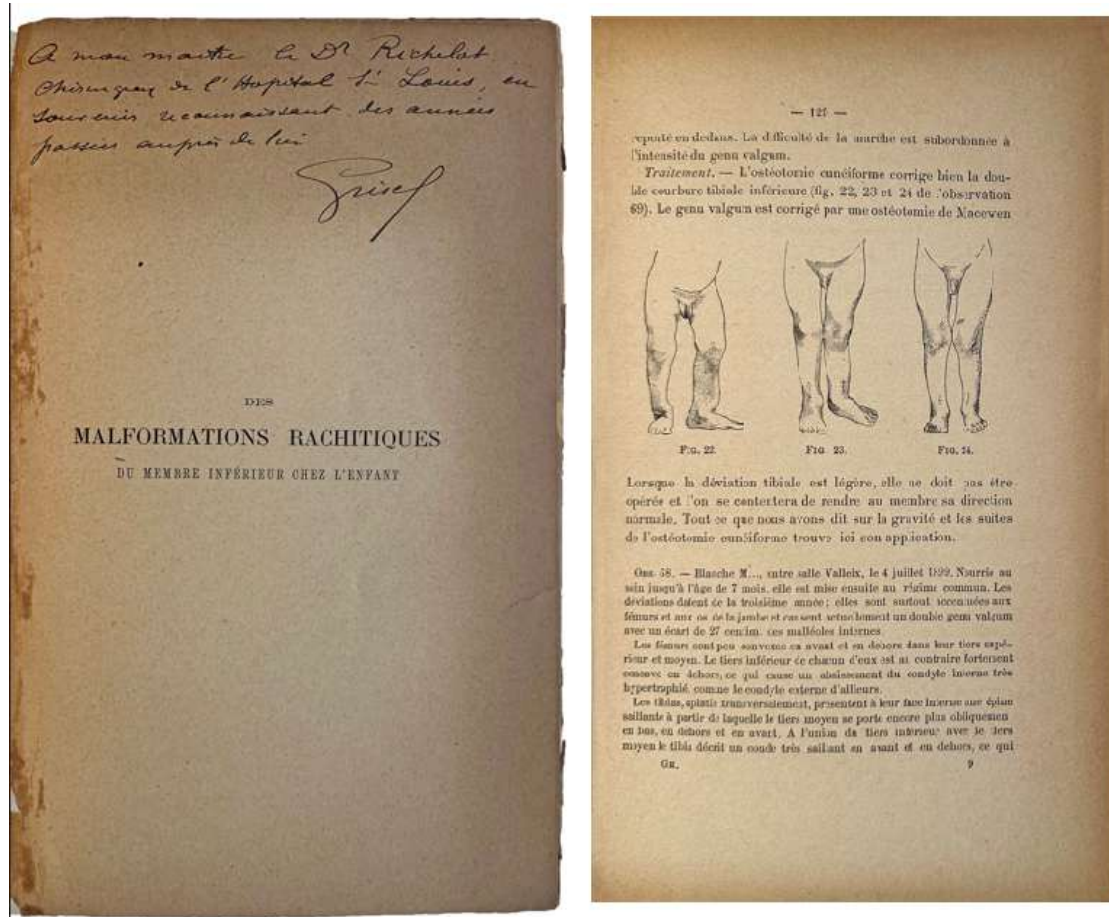 A mon maître le Dr Richelot
chirurgien de l'Hopital St Louis, en
souvenir reconnaissant des années
passées auprès de lui
Grisel
DES
MALFORMATIONS RACHITIQUES
DU MEMBRE INFÉRIEUR CHEZ L'ENFANT
en dedans. La difficulté de la marche est subordonnée à
l'intensité du genu valgum.
Traitement. — L'ostéotomie cunéiforme corrige bien la dou-
ble courbure tibiale inférieure (fig. 22, 23 et 24 de l'observation
69). Le genu valgum est corrigé par une ostéotomie de Macewen
FIG. 22.
FIG. 23.
FIG. 24.
Lorsque la déviation tibiale est légère, elle ne doit pas être
opérés et l'on se contentera de rendre au membre sa direction
normale. Tout ce que nous avons dit sur la gravité et les suites
de l'ostéotomie cunéiforme trouve ici son application.
OBS. 58. — Blanche M..., entre salle Valleix, le 4 juillet Nourrie au
sein jusqu'à l'âge de 7 mois, elle est mise ensuite au régime commun. Les
déviations datent de la troisième année; elles sont surtout accentuées aux
fémurs et aux os de la jambe et causent actuellement un double genu valgum
avec un écart de 27 centim. des malléoles internes.
Les fémurs sont peu convexes en avant et en dehors dans leur tiers supé-
rieur et moyen. Le tiers inférieur de chacun d'eux est au contraire fortement
concave en dehors, ce qui cause un abaissement du condyle interne très
hypertrophié, comme le condyle externe d'ailleurs.
Les tibias, aplatis transversalement, présentent à leur face interne une épine
saillante à partir de laquelle le tiers moyen se porte encore plus obliquement
en bas, en dehors et en avant. A l'union du tiers inférieur avec le tiers
moyen le tibia décrit un coude très saillant en avant et en dehors, ce qui
GR.
9